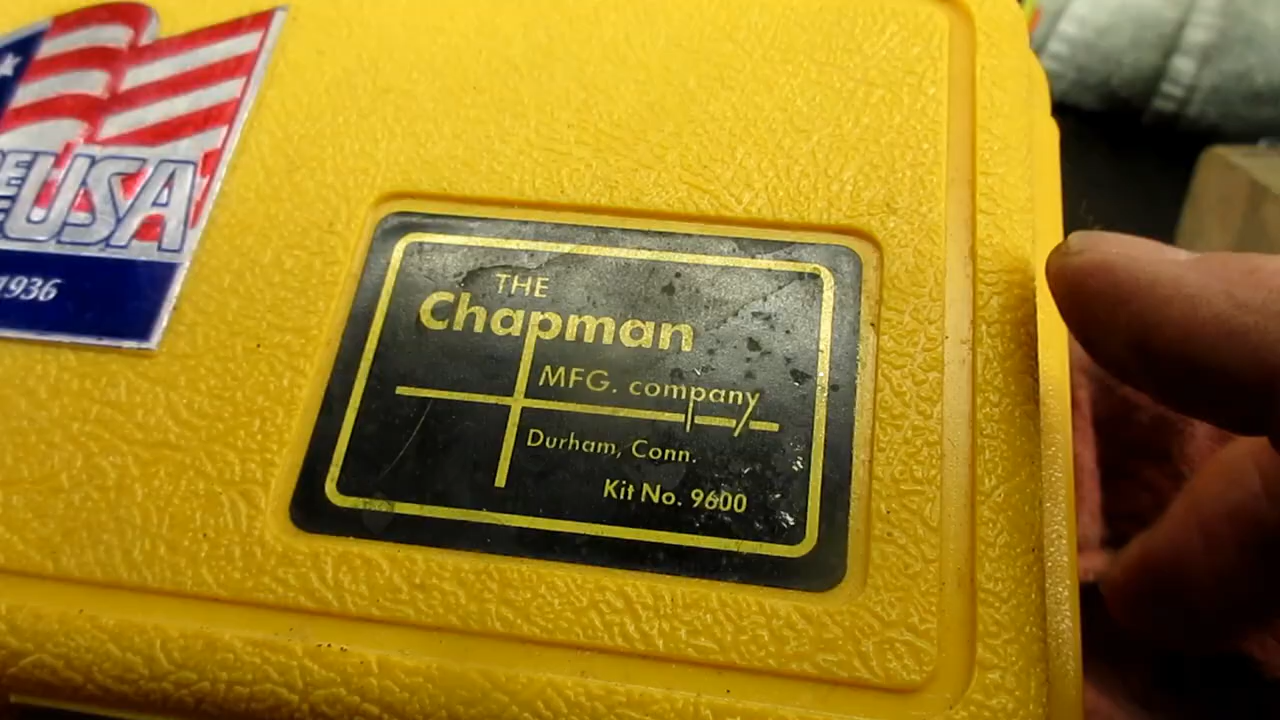 USA
1936
THE
Chapman
MFG. company
Durham, Conn.
Kit No. 9600